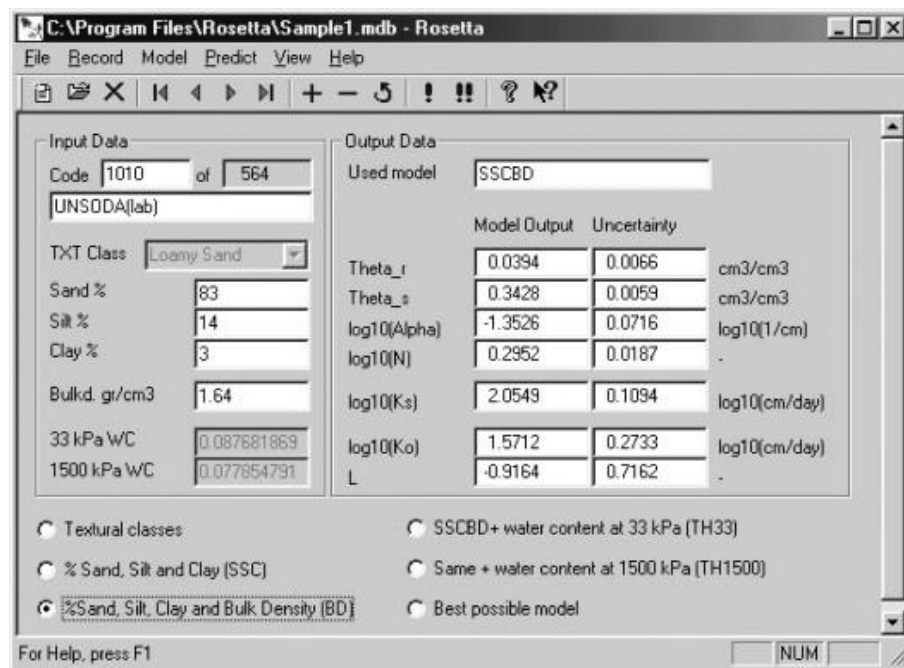 C:\Program Files\Rosetta\Sample1.mdb - Rosetta
File Record Model Predict View Help
Input Data
Code 1010 of 564
UNSODA(lab)
TXT Class Loamy Sand
Sand % 83
Silt % 14
Clay % 3
Bulkd. gr/cm3 1.64
33 kPa WC 0.087681869
1500 kPa WC 0.077854791
Output Data
Used model SSCBD
Model Output Uncertainty
Theta_r 0.0394 0.0066 cm3/cm3
Theta_s 0.3428 0.0059 cm3/cm3
log10(Alpha) -1.3526 0.0716 log10(1/cm)
log10(N) 0.2952 0.0187 -
log10(Ks) 2.0549 0.1094 log10(cm/day)
log10(Ko) 1.5712 0.2733 log10(cm/day)
L -0.9164 0.7162 -
Textural classes
% Sand, Silt and Clay (SSC)
%Sand, Silt, Clay and Bulk Density (BD)
SSCBD+ water content at 33 kPa (TH33)
Same + water content at 1500 kPa (TH1500)
Best possible model
For Help, press F1
NUM